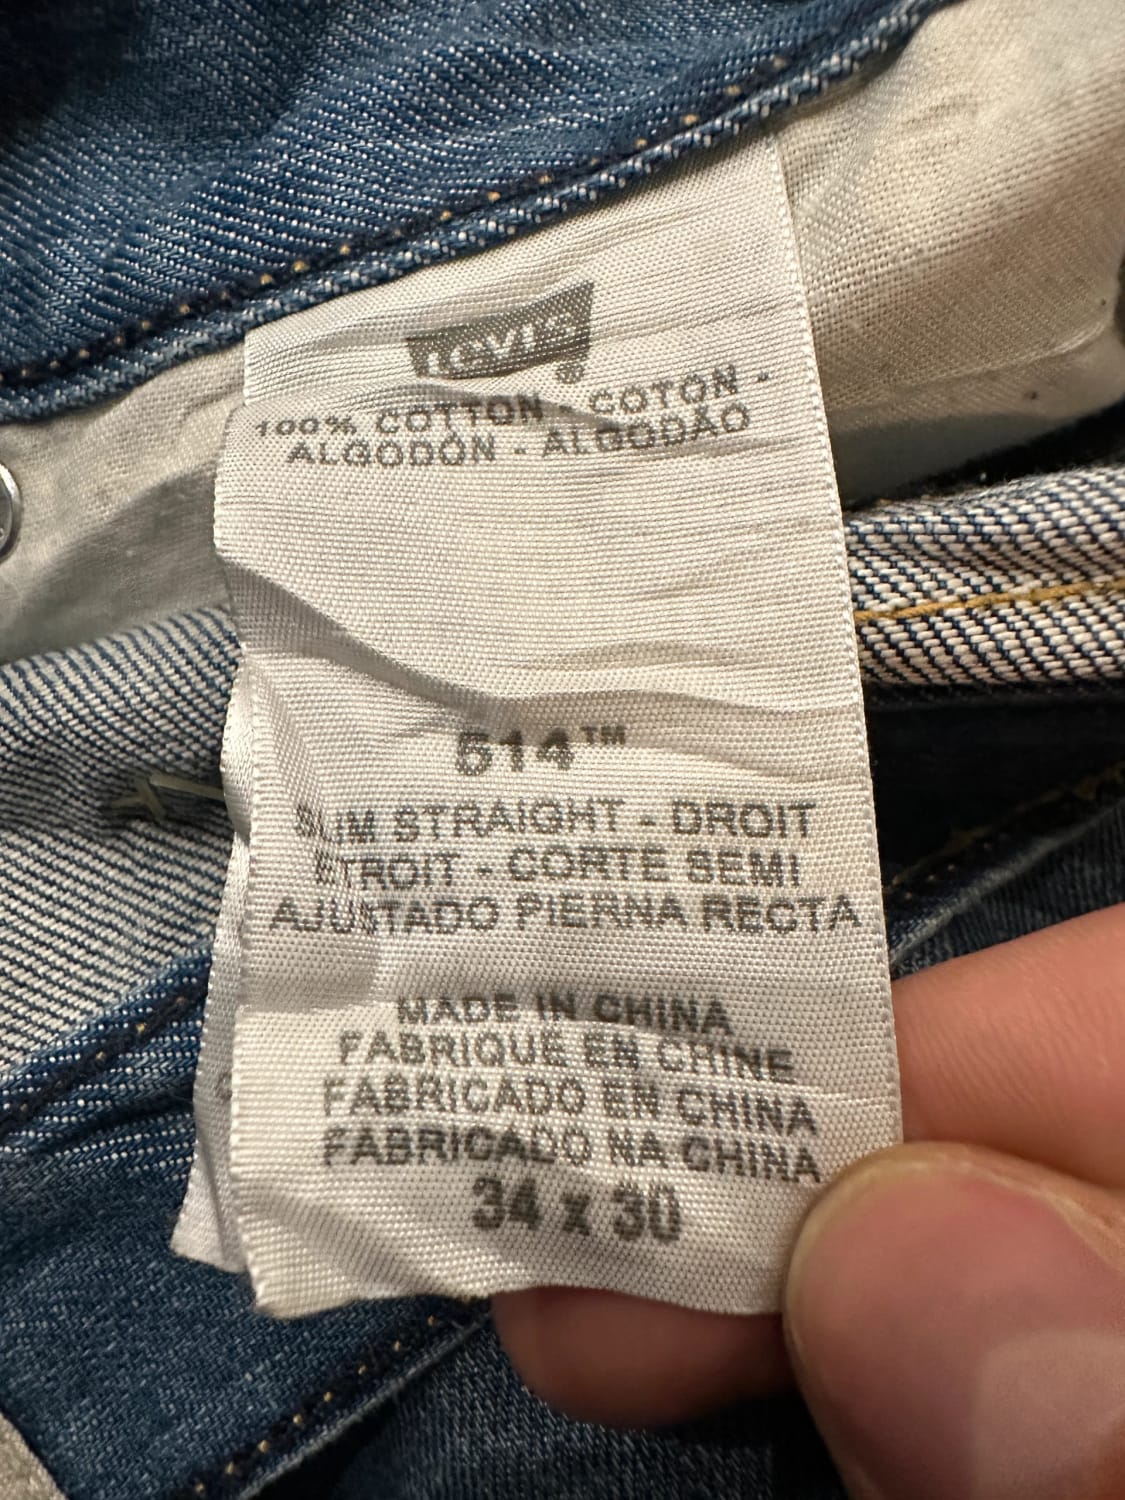 Levi's®
100% COTTON - COTON -
ALGODÓN - ALGODÃO
514™
SLIM STRAIGHT - DROIT
ETROIT - CORTE SEMI
AJUSTADO PIERNA RECTA
MADE IN CHINA
FABRIQUÉ EN CHINE
FABRICADO EN CHINA
FABRICADO NA CHINA
34 x 30